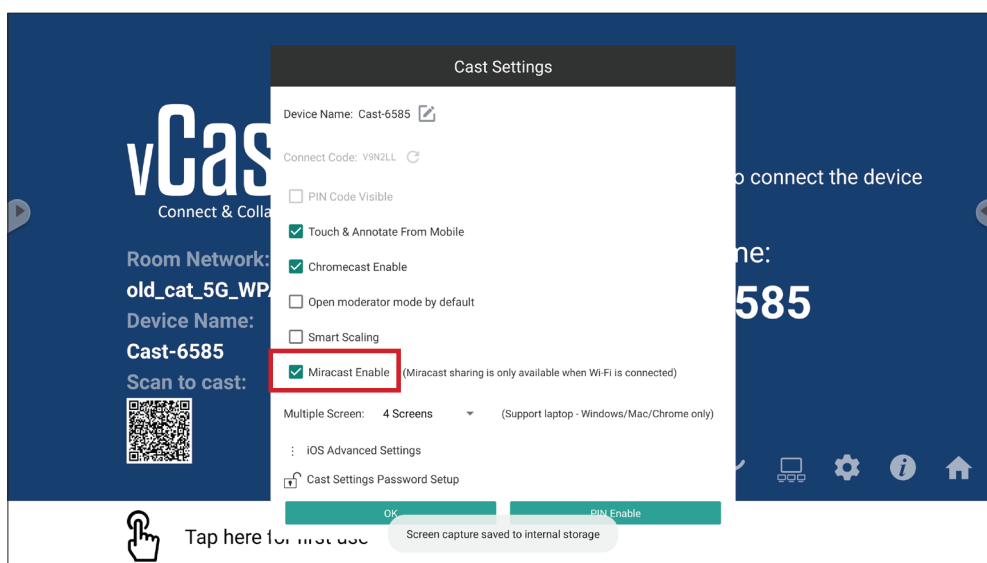 Cast Settings
Device Name: Cast-6585
Connect Code: V9N2LL
PIN Code Visible
Touch & Annotate From Mobile
Chromecast Enable
Open moderator mode by default
Smart Scaling
Miracast Enable (Miracast sharing is only available when Wi-Fi is connected)
Multiple Screen: 4 Screens (Support laptop - Windows/Mac/Chrome only)
iOS Advanced Settings
Cast Settings Password Setup
OK PIN Enable
Screen capture saved to internal storage
vCas
Connect & Colla
Room Network:
old_cat_5G_WPA
Device Name:
Cast-6585
Scan to cast:
o connect the device
me:
585
Tap here for first use